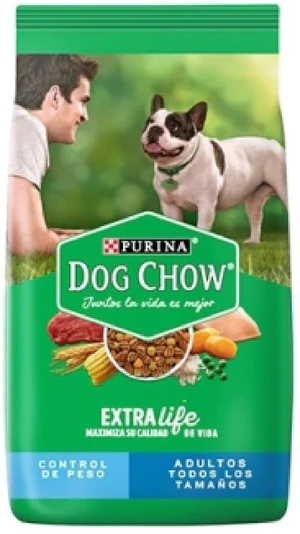 PURINA
DOG CHOW®
Juntos la vida es mejor
EXTRA life
MAXIMIZA SU CALIDAD DE VIDA
CONTROL
DE PESO
ADULTOS
TODOS LOS
TAMAÑOS